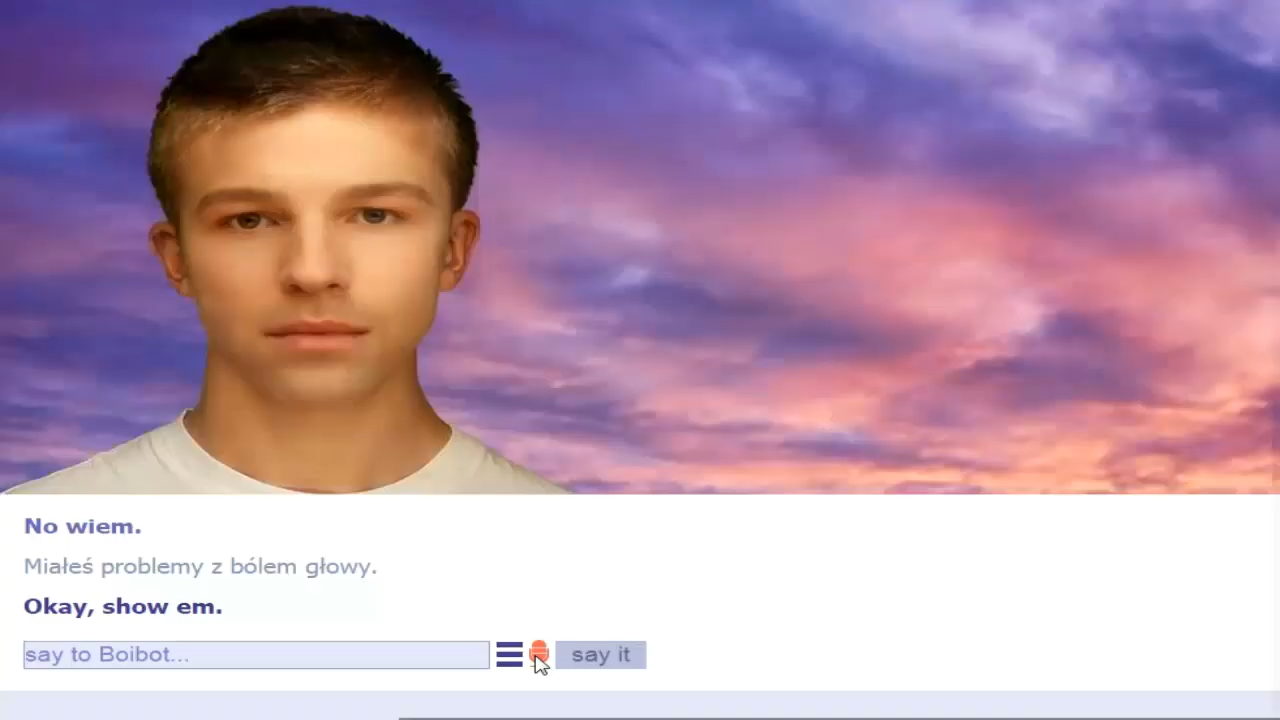 No wiem.
Miałeś problemy z bólem głowy.
Okay, show em.
say to Boibot...
say it